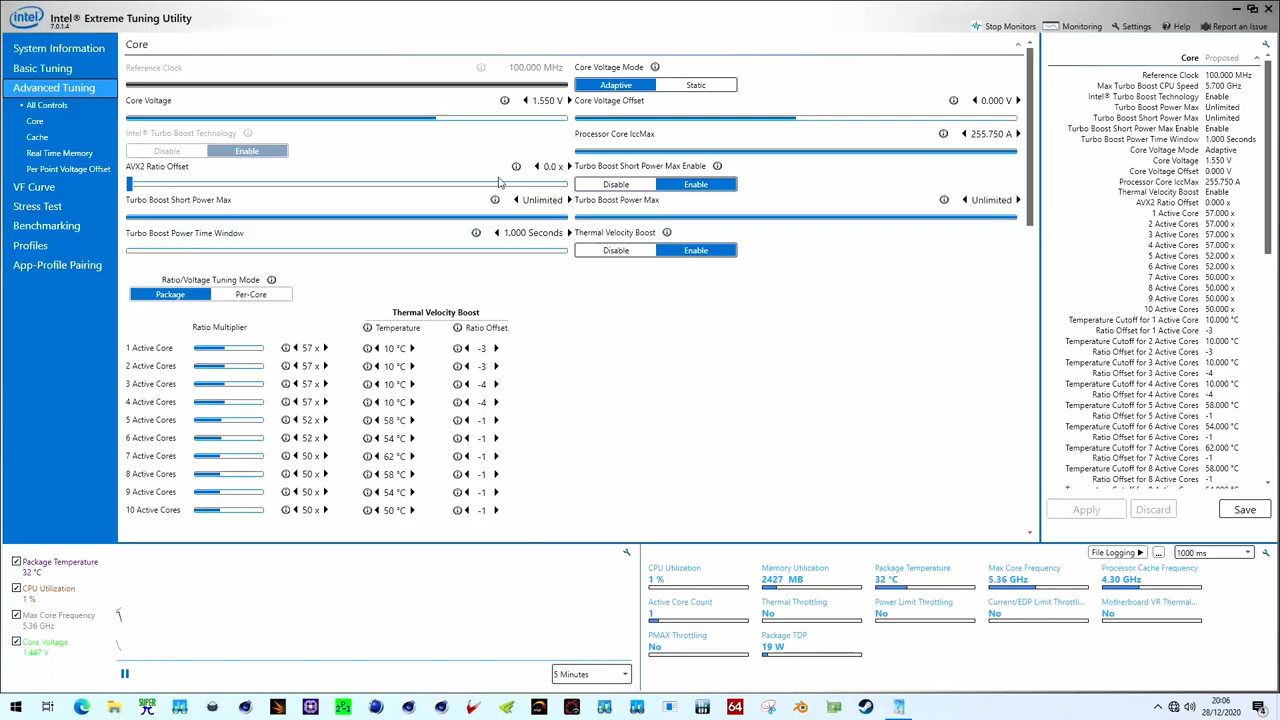 intel Intel® Extreme Tuning Utility
7.0.1.4
Stop Monitors Monitoring Settings Help Report an Issue
System Information
Basic Tuning
Advanced Tuning
All Controls
Core
Cache
Real Time Memory
Per Point Voltage Offset
VF Curve
Stress Test
Benchmarking
Profiles
App-Profile Pairing
Core
Reference Clock 100.000 MHz
Core Voltage Mode
Adaptive Static
Core Voltage 1.550 V
Core Voltage Offset 0.000 V
Intel® Turbo Boost Technology
Disable Enable
Processor Core IccMax 255.750 A
AVX2 Ratio Offset 0.0 x
Turbo Boost Short Power Max Enable
Disable Enable
Turbo Boost Short Power Max Unlimited
Turbo Boost Power Max Unlimited
Turbo Boost Power Time Window 1.000 Seconds
Thermal Velocity Boost
Disable Enable
Ratio/Voltage Tuning Mode
Package Per-Core
Thermal Velocity Boost
Ratio Multiplier Temperature Ratio Offset
1 Active Core 57 x 10 °C -3
2 Active Cores 57 x 10 °C -3
3 Active Cores 57 x 10 °C -4
4 Active Cores 57 x 10 °C -4
5 Active Cores 52 x 58 °C -1
6 Active Cores 52 x 54 °C -1
7 Active Cores 50 x 62 °C -1
8 Active Cores 50 x 58 °C -1
9 Active Cores 50 x 54 °C -1
10 Active Cores 50 x 50 °C -1
Core Proposed
Reference Clock 100.000 MHz
Max Turbo Boost CPU Speed 5.700 GHz
Intel® Turbo Boost Technology Enable
Turbo Boost Power Max Unlimited
Turbo Boost Short Power Max Unlimited
Turbo Boost Short Power Max Enable Enable
Turbo Boost Power Time Window 1.000 Seconds
Core Voltage Mode Adaptive
Core Voltage 1.550 V
Core Voltage Offset 0.000 V
Processor Core IccMax 255.750 A
Thermal Velocity Boost Enable
AVX2 Ratio Offset 0.000 x
1 Active Core 57.000 x
2 Active Cores 57.000 x
3 Active Cores 57.000 x
4 Active Cores 57.000 x
5 Active Cores 52.000 x
6 Active Cores 52.000 x
7 Active Cores 50.000 x
8 Active Cores 50.000 x
9 Active Cores 50.000 x
10 Active Cores 50.000 x
Temperature Cutoff for 1 Active Core 10.000 °C
Ratio Offset for 1 Active Core -3
Temperature Cutoff for 2 Active Cores 10.000 °C
Ratio Offset for 2 Active Cores -3
Temperature Cutoff for 3 Active Cores 10.000 °C
Ratio Offset for 3 Active Cores -4
Temperature Cutoff for 4 Active Cores 10.000 °C
Ratio Offset for 4 Active Cores -4
Temperature Cutoff for 5 Active Cores 58.000 °C
Ratio Offset for 5 Active Cores -1
Temperature Cutoff for 6 Active Cores 54.000 °C
Ratio Offset for 6 Active Cores -1
Temperature Cutoff for 7 Active Cores 62.000 °C
Ratio Offset for 7 Active Cores -1
Temperature Cutoff for 8 Active Cores 58.000 °C
Ratio Offset for 8 Active Cores -1
Apply Discard Save
Package Temperature
32 °C
CPU Utilization
1 %
Max Core Frequency
5.36 GHz
Core Voltage
1.447 V
5 Minutes
File Logging ... 1000 ms
CPU Utilization Memory Utilization Package Temperature Max Core Frequency Processor Cache Frequency
1 % 2427 MB 32 °C 5.36 GHz 4.30 GHz
Active Core Count Thermal Throttling Power Limit Throttling Current/EDP Limit Throttli... Motherboard VR Thermal...
1 No No No No
PMAX Throttling Package TDP
No 19 W
SUPER
2-1
64
20:06
28/12/2020
4